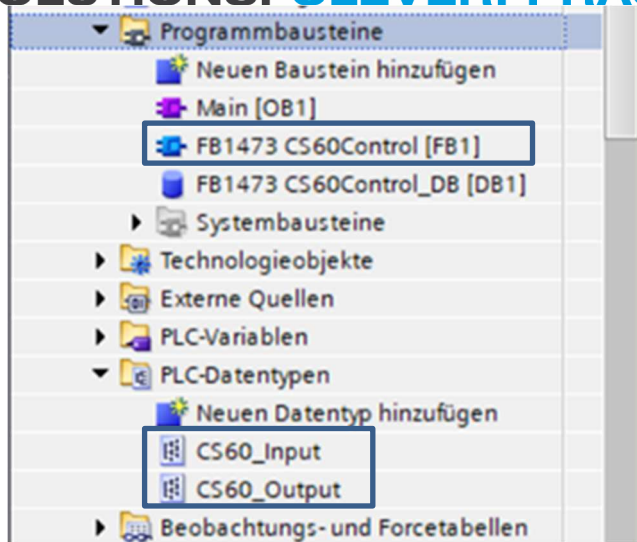 Programmbausteine
Neuen Baustein hinzufügen
Main [OB1]
FB1473 CS60Control [FB1]
FB1473 CS60Control_DB [DB1]
Systembausteine
Technologieobjekte
Externe Quellen
PLC-Variablen
PLC-Datentypen
Neuen Datentyp hinzufügen
CS60_Input
CS60_Output
Beobachtungs- und Forcetabellen